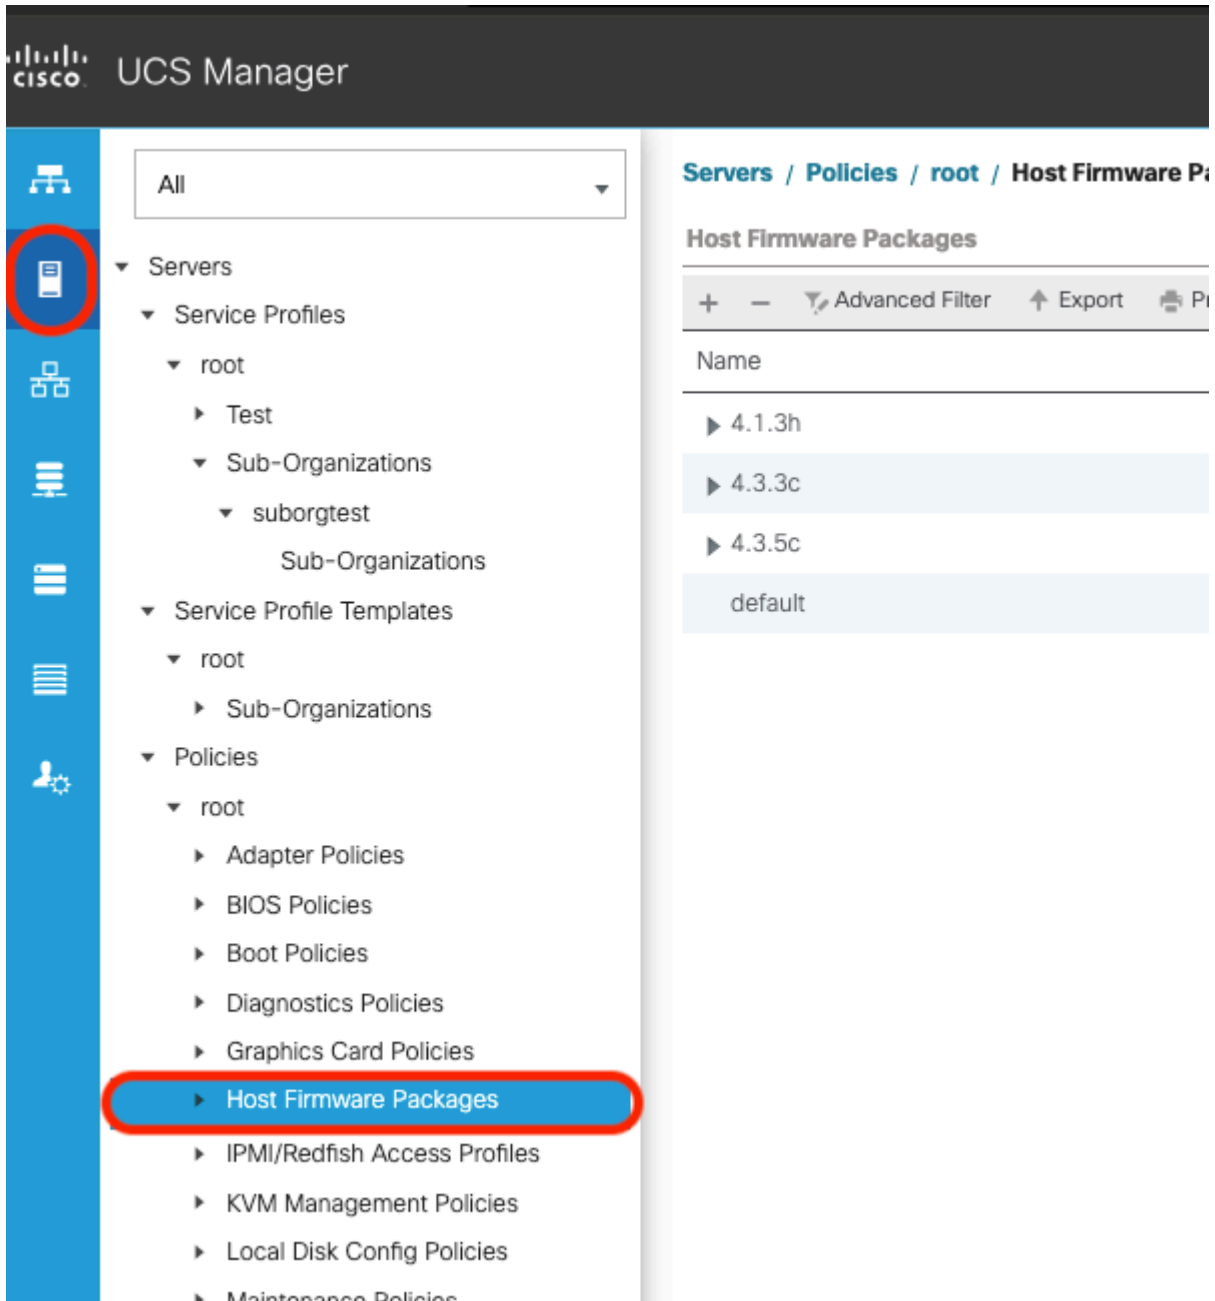 CISCO UCS Manager
All
Servers
Service Profiles
root
Test
Sub-Organizations
suborgtest
Sub-Organizations
Service Profile Templates
root
Sub-Organizations
Policies
root
Adapter Policies
BIOS Policies
Boot Policies
Diagnostics Policies
Graphics Card Policies
Host Firmware Packages
IPMI/Redfish Access Profiles
KVM Management Policies
Local Disk Config Policies
Maintenance Policies
Servers / Policies / root / Host Firmware Pa
Host Firmware Packages
+ − Advanced Filter Export Pr
Name
4.1.3h
4.3.3c
4.3.5c
default